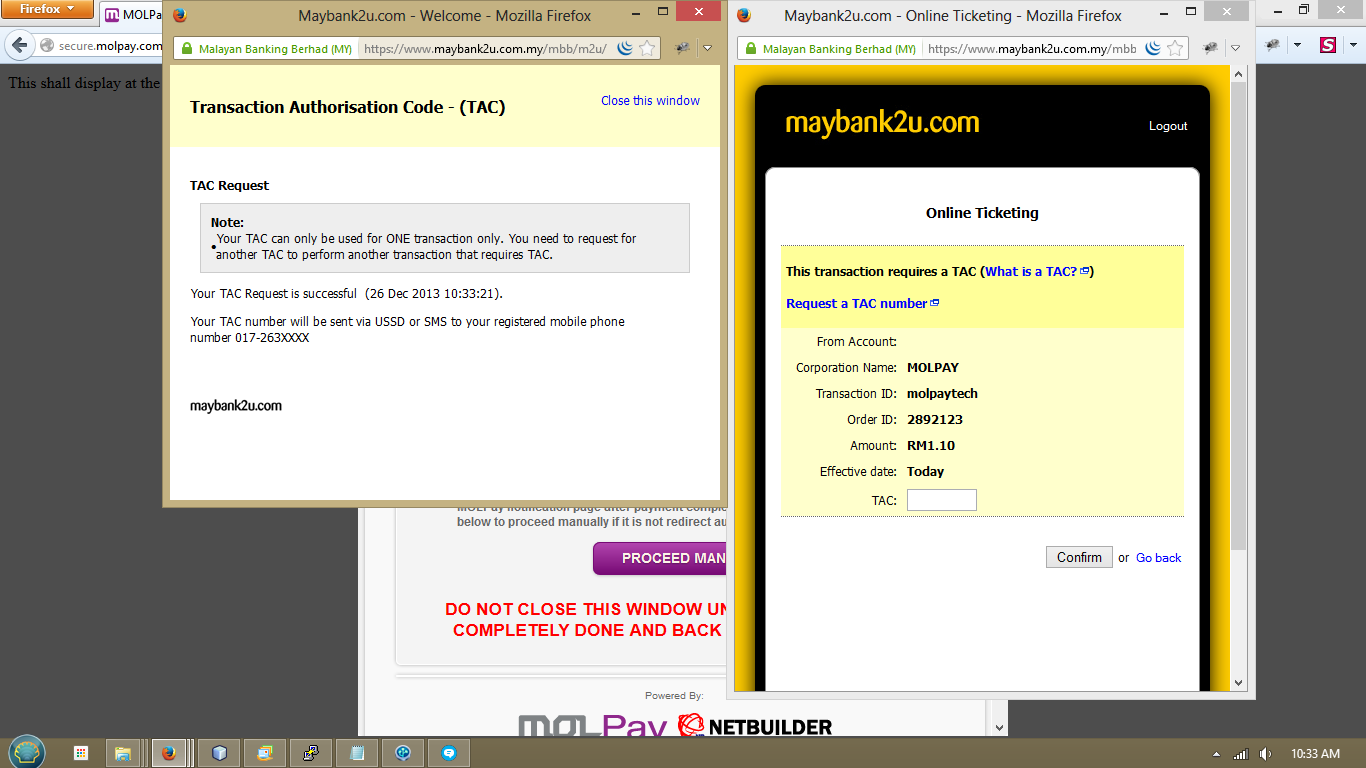 Firefox
MOLPa
secure.molpay.com
This shall display at the
Maybank2u.com - Welcome - Mozilla Firefox
Malayan Banking Berhad (MY)
https://www.maybank2u.com.my/mbb/m2u/
Transaction Authorisation Code - (TAC)
Close this window
TAC Request
Note:
• Your TAC can only be used for ONE transaction only. You need to request for
another TAC to perform another transaction that requires TAC.
Your TAC Request is successful (26 Dec 2013 10:33:21).
Your TAC number will be sent via USSD or SMS to your registered mobile phone
number 017-263XXXX
maybank2u.com
Maybank2u.com - Online Ticketing - Mozilla Firefox
Malayan Banking Berhad (MY)
https://www.maybank2u.com.my/mbb
maybank2u.com
Logout
Online Ticketing
This transaction requires a TAC (What is a TAC? )
Request a TAC number
From Account:
Corporation Name: MOLPAY
Transaction ID: molpaytech
Order ID: 2892123
Amount: RM1.10
Effective date: Today
TAC:
Confirm or Go back
MOLPay notification page after payment comple
below to proceed manually if it is not redirect au
PROCEED MAN
DO NOT CLOSE THIS WINDOW UN
COMPLETELY DONE AND BACK
Powered By:
MOLPay NETBUILDER
10:33 AM